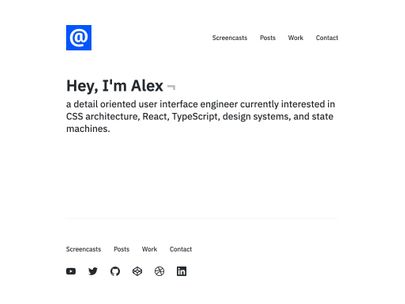 @
Screencasts Posts Work Contact
Hey, I'm Alex ¬
a detail oriented user interface engineer currently interested in
CSS architecture, React, TypeScript, design systems, and state
machines.
Screencasts Posts Work Contact